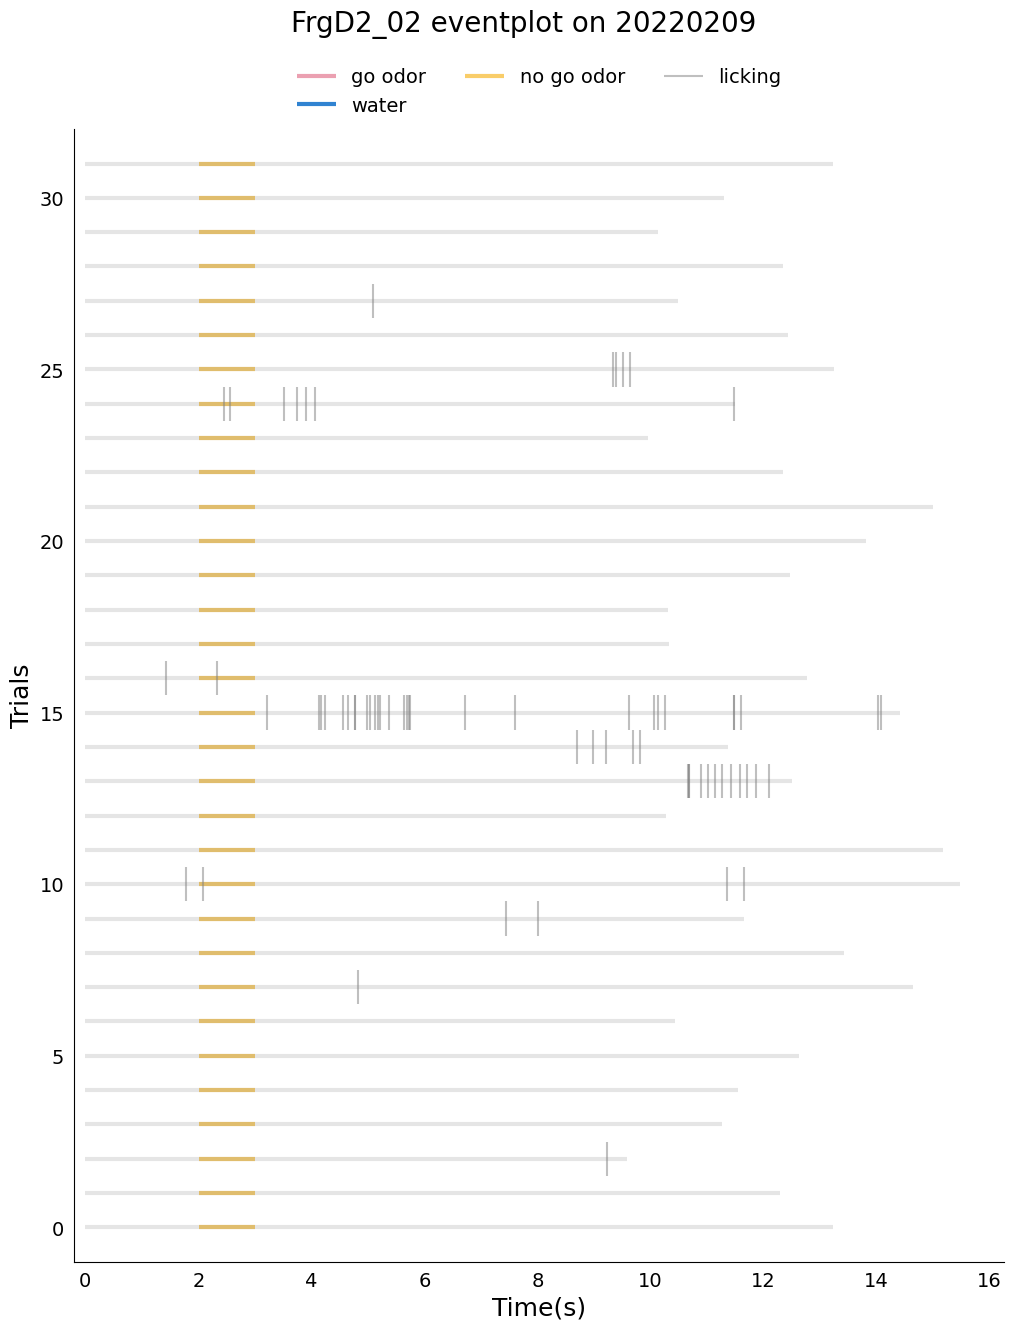 FrgD2_02 eventplot on 20220209
go odor
no go odor
licking
water
30
25
20
15
10
5
0
Trials
0 2 4 6 8 10 12 14 16
Time(s)